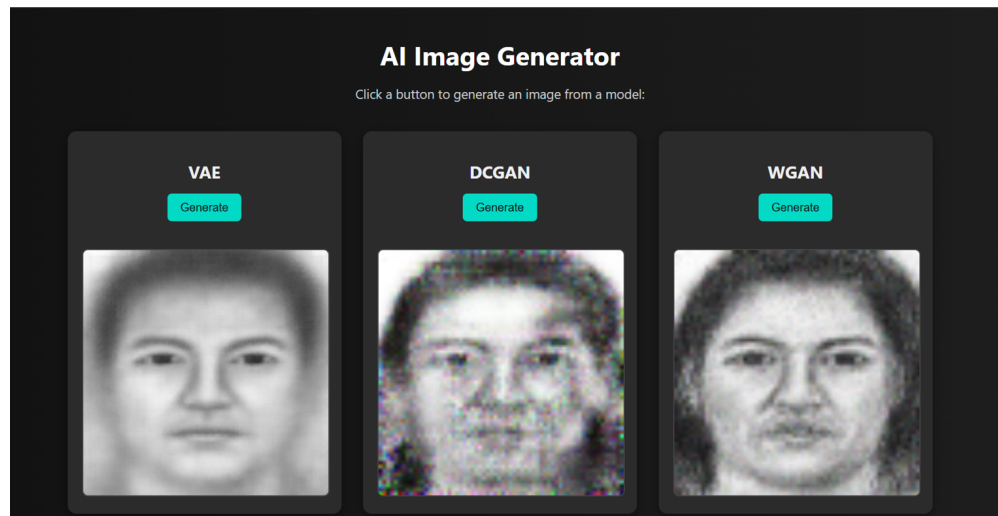 AI Image Generator
Click a button to generate an image from a model:
VAE
Generate
DCGAN
Generate
WGAN
Generate